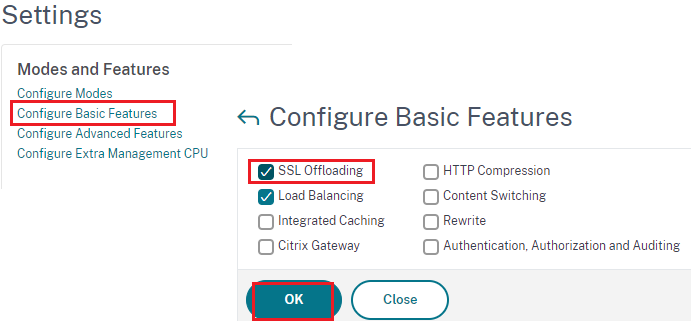 Settings
Modes and Features
Configure Modes
Configure Basic Features
Configure Advanced Features
Configure Extra Management CPU
Configure Basic Features
SSL Offloading
HTTP Compression
Load Balancing
Content Switching
Integrated Caching
Rewrite
Citrix Gateway
Authentication, Authorization and Auditing
OK
Close